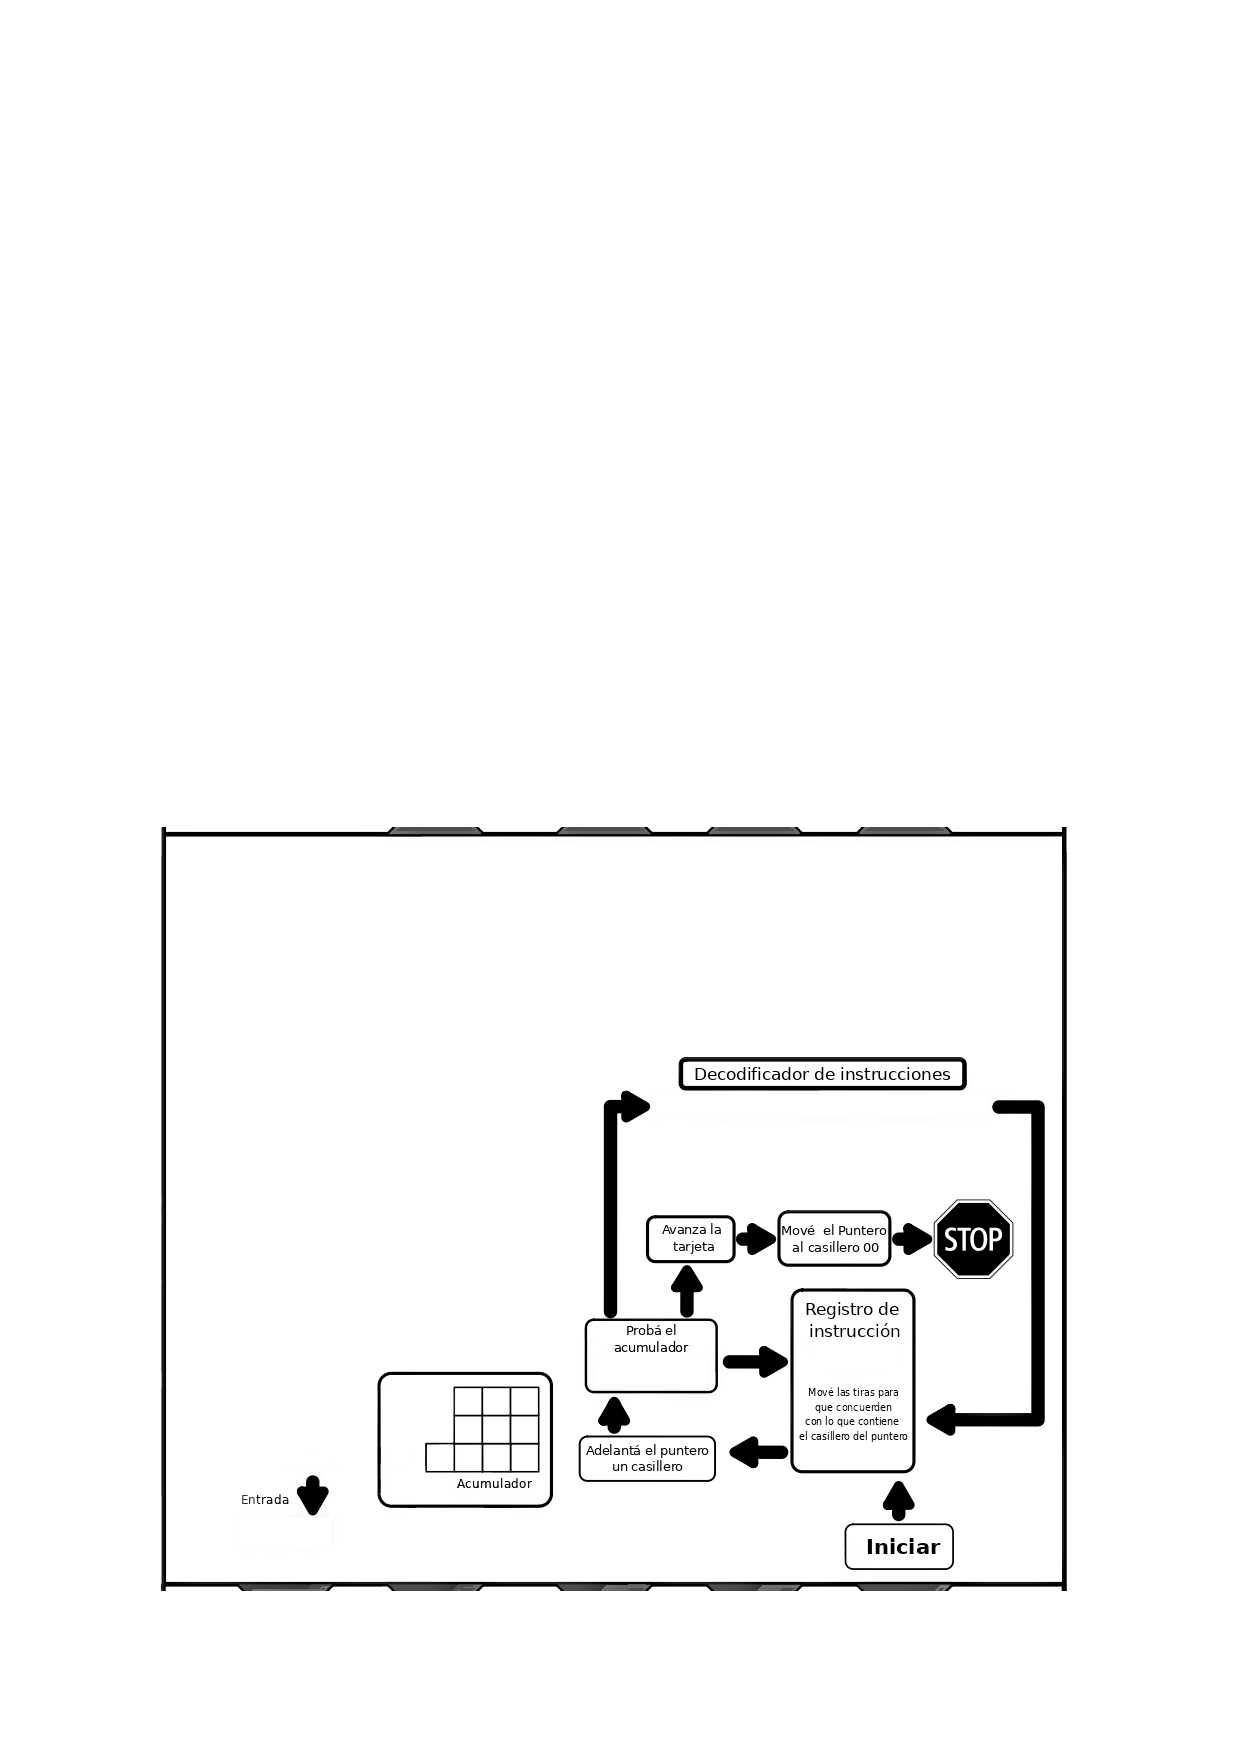 Decodificador de instrucciones
Avanza la
tarjeta
Mové el Puntero
al casillero 00
STOP
Registro de
instrucción
Mové las tiras para
que concuerden
con lo que contiene
el casillero del puntero
Probá el
acumulador
Adelantá el puntero
un casillero
Acumulador
Entrada
Iniciar